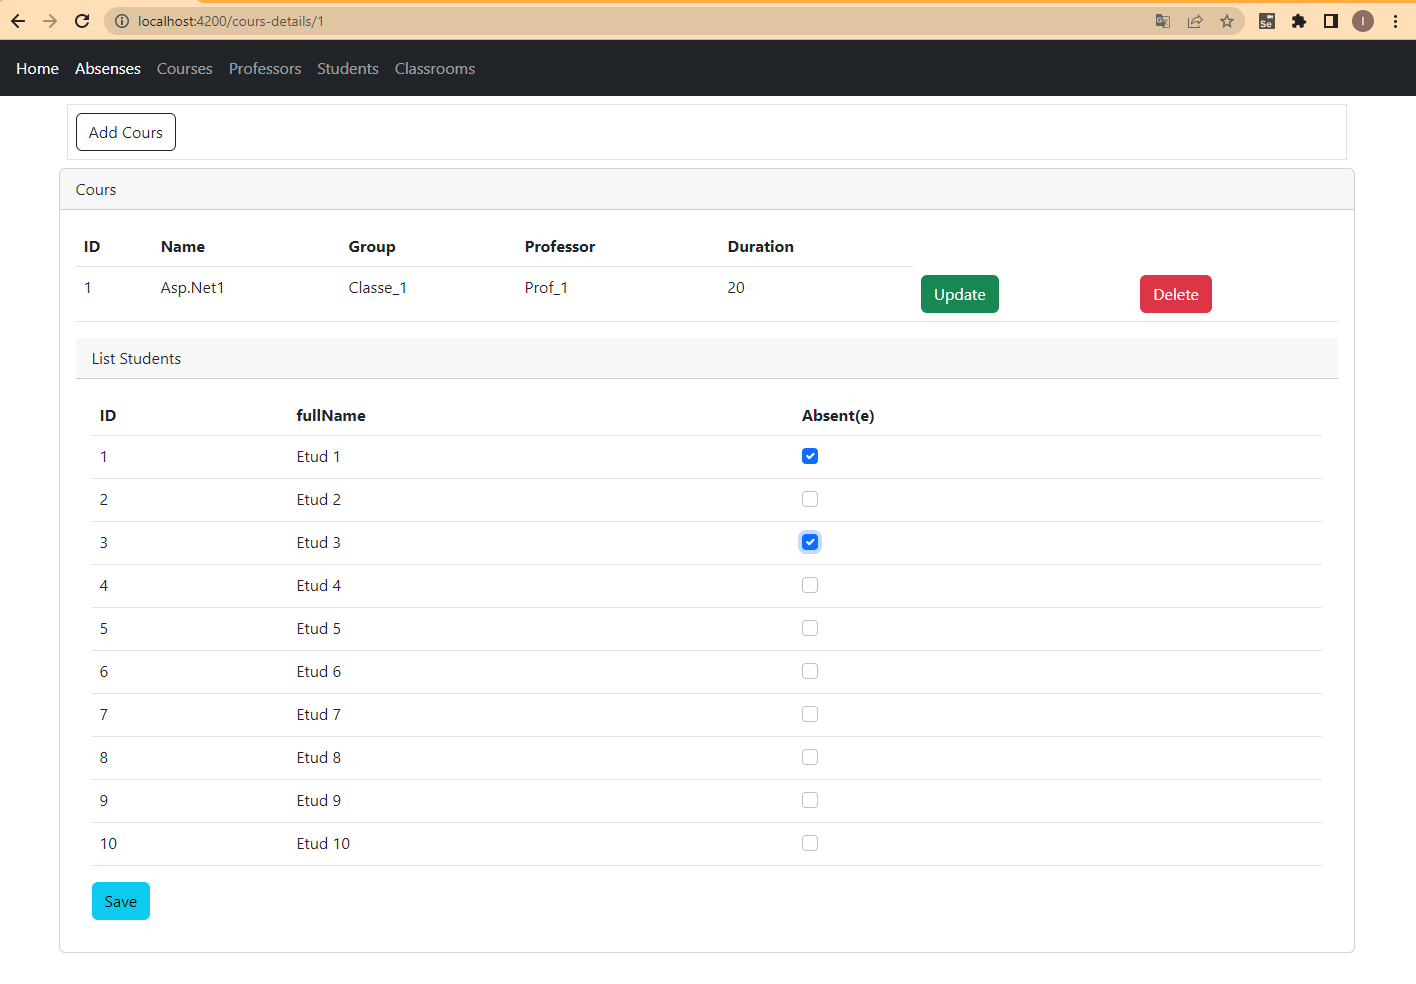 localhost:4200/cours-details/1
Se
I
Home Absenses Courses Professors Students Classrooms
Add Cours
Cours
ID Name Group Professor Duration
1 Asp.Net1 Classe_1 Prof_1 20 Update Delete
List Students
ID fullName Absent(e)
1 Etud 1
2 Etud 2
3 Etud 3
4 Etud 4
5 Etud 5
6 Etud 6
7 Etud 7
8 Etud 8
9 Etud 9
10 Etud 10
Save